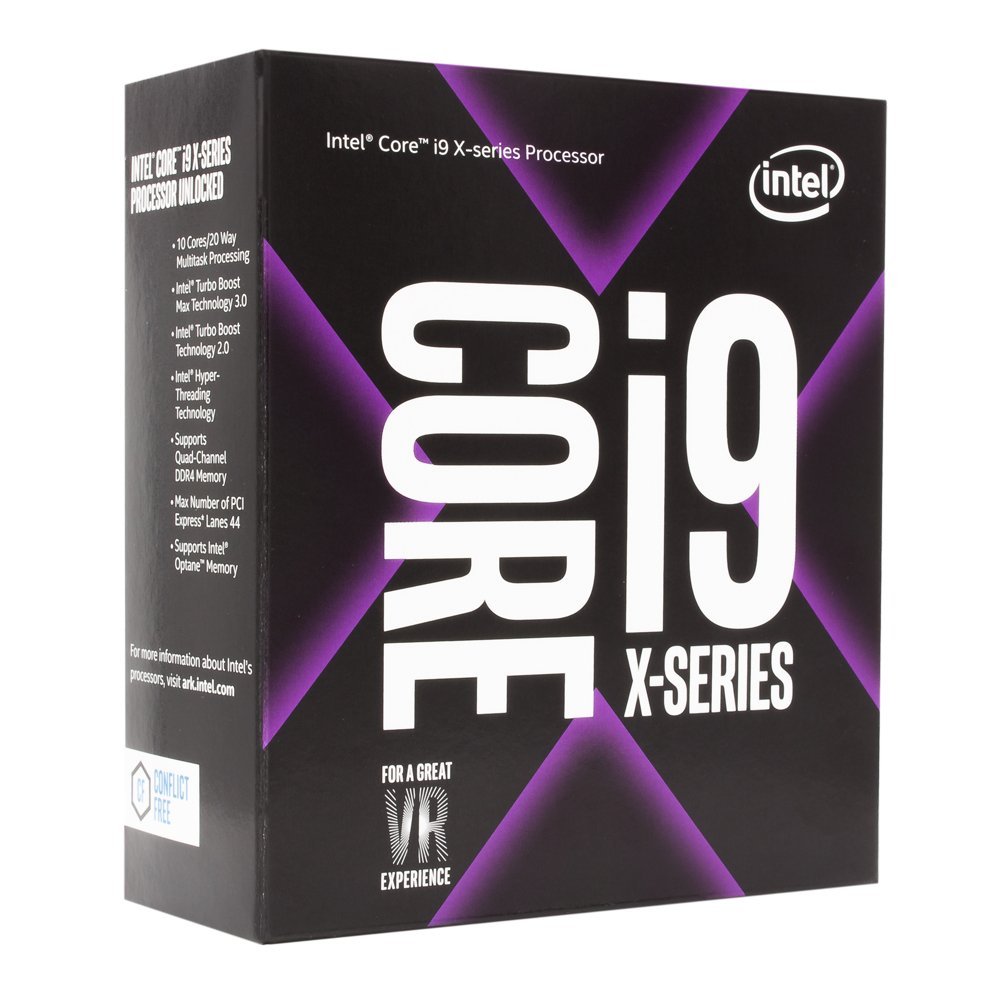 INTEL® CORE™ i9 X-SERIES
PROCESSOR UNLOCKED
• 10 Cores/20 Way
Multitask Processing
• Intel® Turbo Boost
Max Technology 3.0
• Intel® Turbo Boost
Technology 2.0
• Intel® Hyper-
Threading
Technology
• Supports
Quad-Channel
DDR4 Memory
• Max Number of PCI
Express* Lanes 44
• Supports Intel®
Optane™ Memory
For more information about Intel's
processors, visit ark.intel.com
CF
CONFLICT
FREE
Intel® Core™ i9 X-series Processor
intel®
CORE
i9
X-SERIES
FOR A GREAT
VR
EXPERIENCE